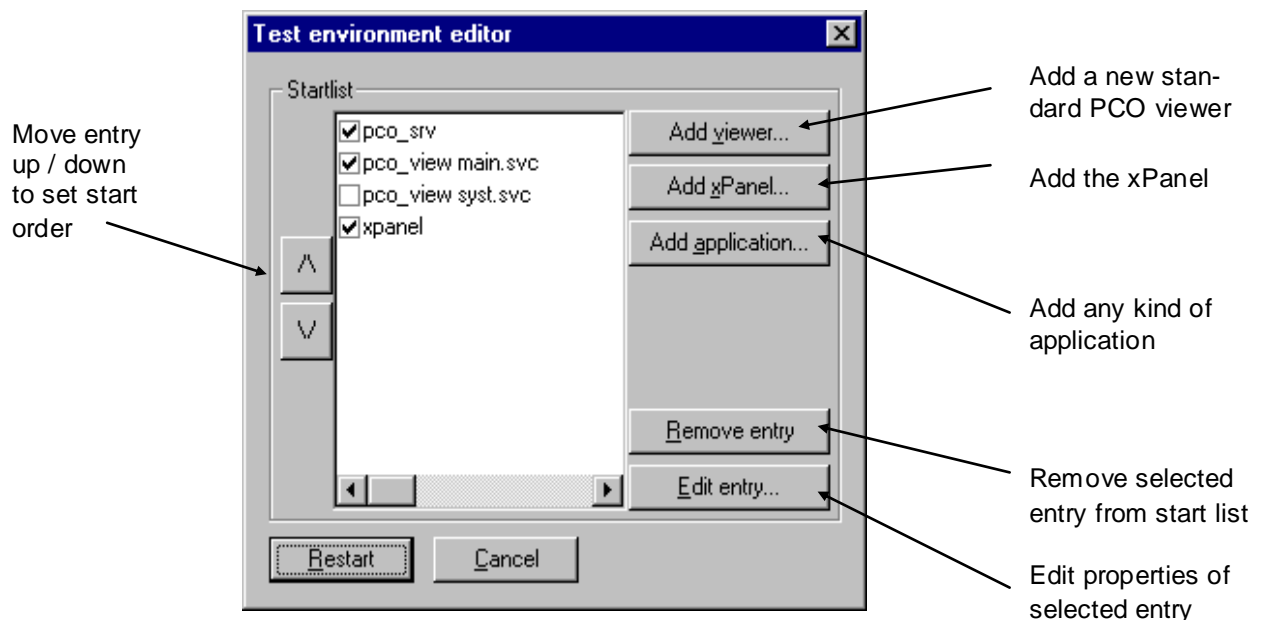 Test environment editor
Startlist
pco_srv
pco_view main.svc
pco_view syst.svc
xpanel
/\
\/
Add viewer...
Add xPanel...
Add application...
Remove entry
Edit entry...
Restart
Cancel
Move entry
up / down
to set start
order
Add a new stan-
dard PCO viewer
Add the xPanel
Add any kind of
application
Remove selected
entry from start list
Edit properties of
selected entry